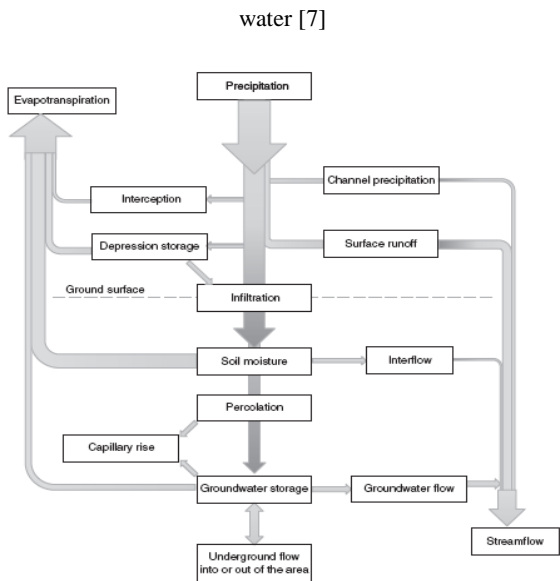 water [7]
Precipitation
Evapotranspiration
Channel precipitation
Interception
Depression storage
Surface runoff
Ground surface
Infiltration
Soil moisture
Interflow
Percolation
Capillary rise
Groundwater storage
Groundwater flow
Streamflow
Underground flow
into or out of the area